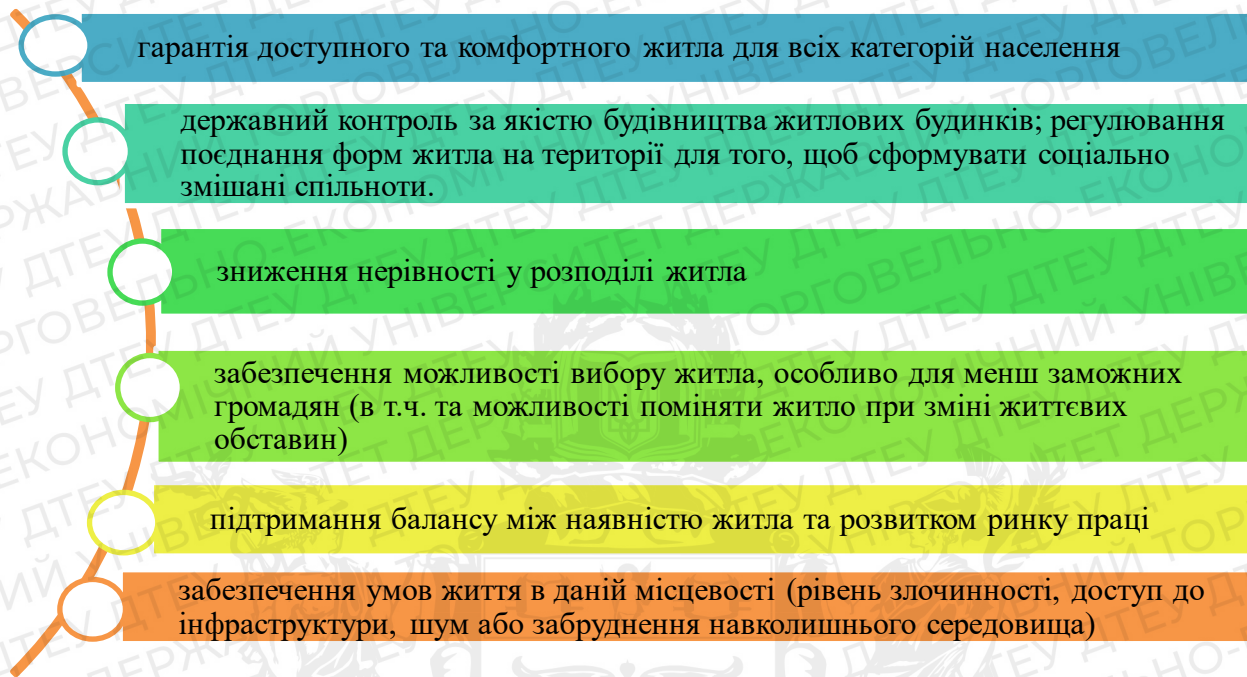 гарантія доступного та комфортного житла для всіх категорій населення
державний контроль за якістю будівництва житлових будинків; регулювання
поєднання форм житла на території для того, щоб сформувати соціально
змішані спільноти.
зниження нерівності у розподілі житла
забезпечення можливості вибору житла, особливо для менш заможних
громадян (в т.ч. та можливості поміняти житло при зміні життєвих
обставин)
підтримання балансу між наявністю житла та розвитком ринку праці
забезпечення умов життя в даній місцевості (рівень злочинності, доступ до
інфраструктури, шум або забруднення навколишнього середовища)